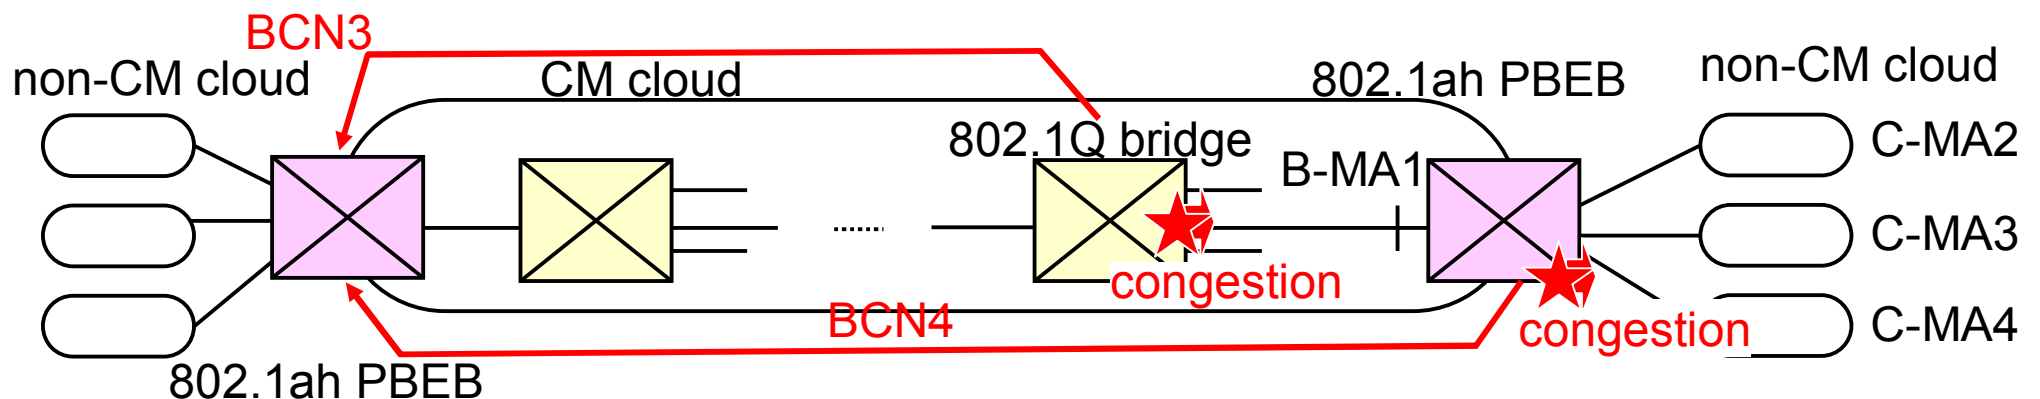 BCN3
non-CM cloud
CM cloud
802.1ah PBEB
non-CM cloud
802.1Q bridge
B-MA1
C-MA2
C-MA3
congestion
BCN4
congestion
C-MA4
802.1ah PBEB